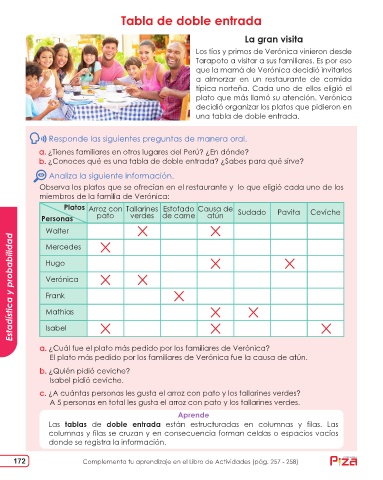 Tabla de doble entrada
La gran visita
Los tíos y primos de Verónica vinieron desde
Tarapoto a visitar a sus familiares. Es por eso
que la mamá de Verónica decidió invitarlos
a almorzar en un restaurante de comida
típica norteña. Cada uno de ellos eligió el
plato que más llamó su atención. Verónica
decidió organizar los platos que pidieron en
una tabla de doble entrada.
Responde las siguientes preguntas de manera oral.
a. ¿Tienes familiares en otros lugares del Perú? ¿En dónde?
b. ¿Conoces qué es una tabla de doble entrada? ¿Sabes para qué sirve?
Analiza la siguiente información.
Observa los platos que se ofrecían en el restaurante y lo que eligió cada uno de los
miembros de la familia de Verónica:
Platos Arroz con pato Tallarines verdes Estofado de carne Causa de atún Sudado Pavita Ceviche
Personas
Walter
Mercedes
Hugo
Verónica
Frank
Mathías
Isabel
a. ¿Cuál fue el plato más pedido por los familiares de Verónica?
El plato más pedido por los familiares de Verónica fue la causa de atún.
b. ¿Quién pidió ceviche?
Isabel pidió ceviche.
c. ¿A cuántas personas les gusta el arroz con pato y los tallarines verdes?
A 5 personas en total les gusta el arroz con pato y los tallarines verdes.
Aprende
Las tablas de doble entrada están estructuradas en columnas y filas. Las
columnas y filas se cruzan y en consecuencia forman celdas o espacios vacíos
donde se registra la información.
Estadística y probabilidad
172
Complementa tu aprendizaje en el Libro de Actividades (pág. 257 - 258)